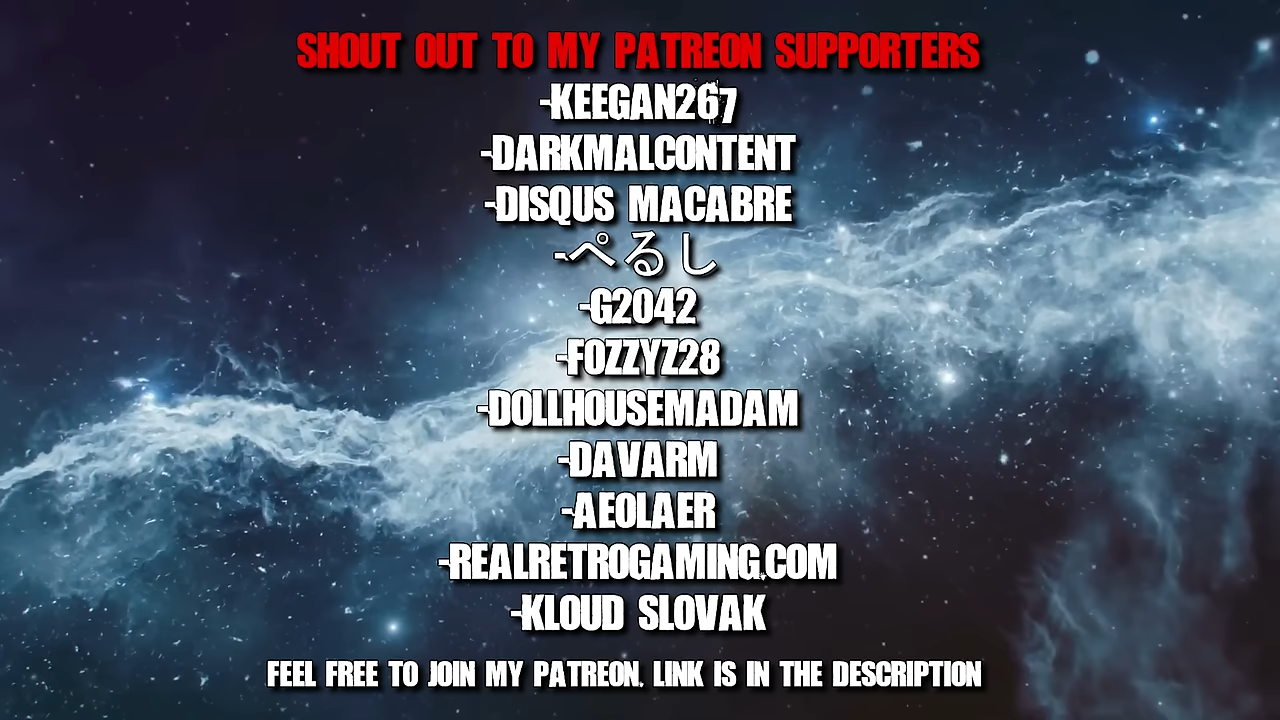 SHOUT OUT TO MY PATREON SUPPORTERS
-KEEGAN267
-DARKMALCONTENT
-DISQUS MACABRE
-ぺるし
-G2042
-FOZZYZ28
-DOLLHOUSEMADAM
-DAVARM
-AEOLAER
-REALRETROGAMING.COM
-KLOUD SLOVAK
FEEL FREE TO JOIN MY PATREON. LINK IS IN THE DESCRIPTION